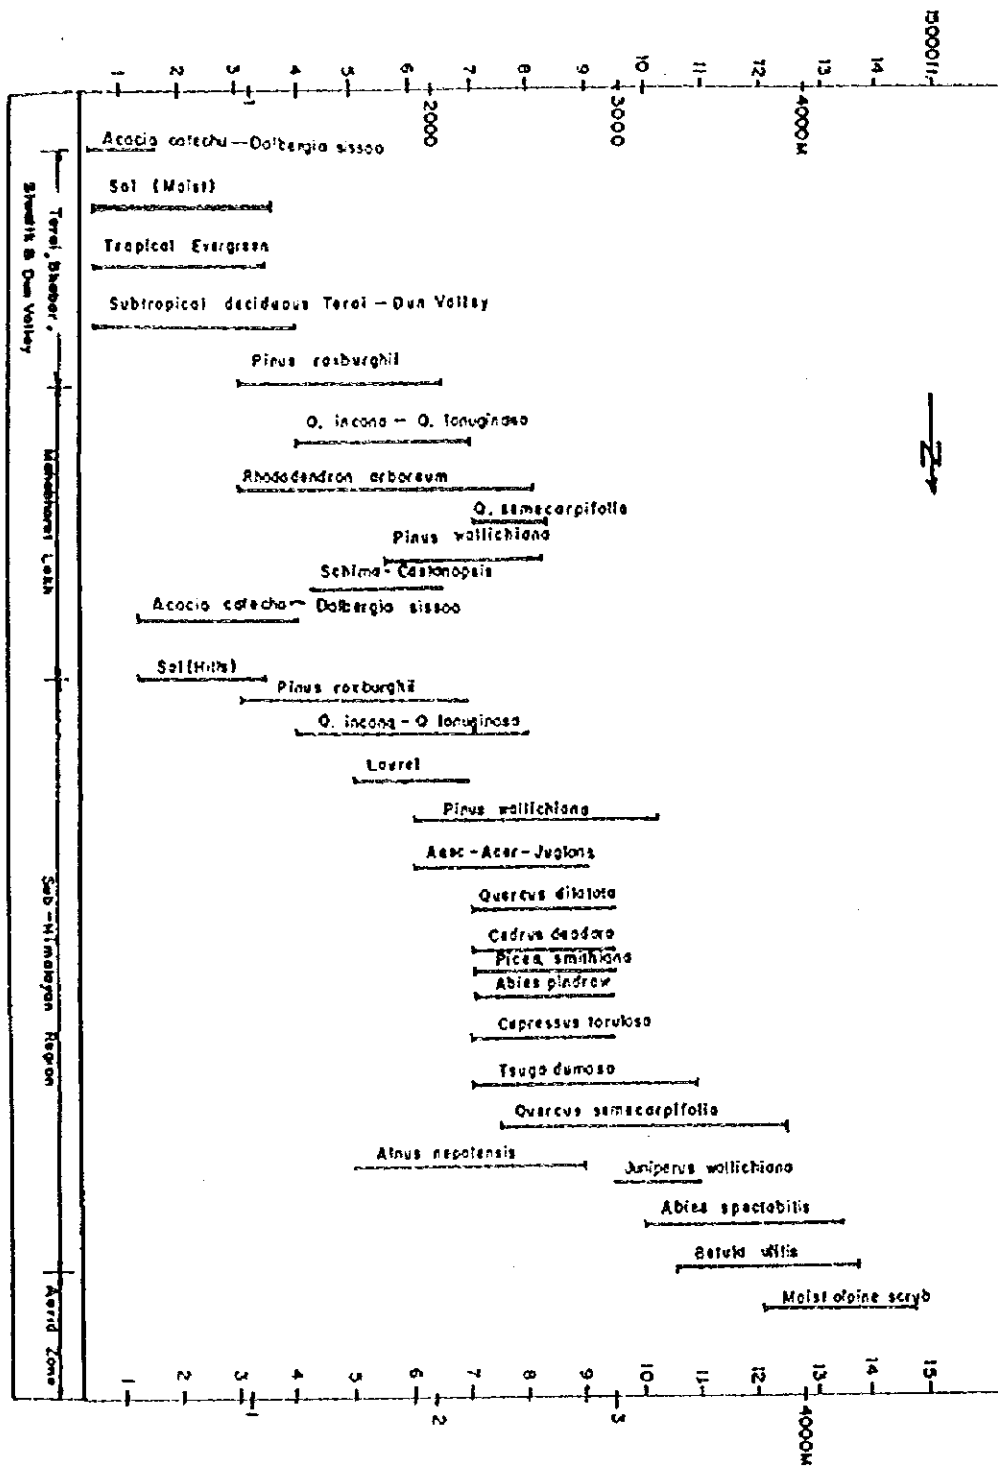 1 2 3 4 5 6 7 8 9 10 11 12 13 14 15000ft
1 2000 3000 4000M
Acacia catechu—Dalbergia sissoo
Sal (Moist)
Tropical Evergreen
Subtropical deciduous Terai — Dun Valley
Pinus roxburghii
Q. incana — Q. lanuginosa
Rhododendron arboreum
Q. semecarpifolia
Pinus wallichiana
Schima-Castanopsis
Acacia catecha— Dalbergia sissoo
Sal (Hills)
Pinus roxburghii
Q. incana - Q lanuginosa
Laurel
Pinus wallichiana
Aesc-Acer-Juglans
Quercus dilatata
Cedrus deodara
Picea, smithiana
Abies pindrow
Cupressus torulosa
Tsuga dumosa
Quercus semecarpifolia
Alnus nepalensis
Juniperus wallichiana
Abies spectabilis
Betula utilis
Moist alpine scryb
1 2 3 4 5 6 7 8 9 10 11 12 13 14 15
1 2 3 4000M
Terai, Bhabar,
Siwalik & Dun Valley
Mahabharat Lekh
Sub-Himalayan Region
Aerid Zone
N